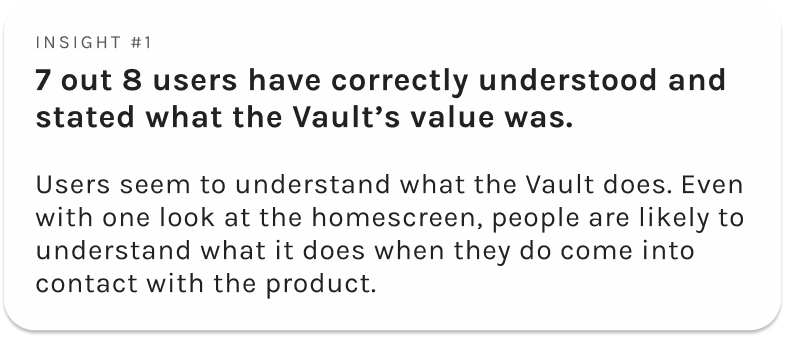 INSIGHT #1
7 out 8 users have correctly understood and
stated what the Vault’s value was.
Users seem to understand what the Vault does. Even
with one look at the homescreen, people are likely to
understand what it does when they do come into
contact with the product.